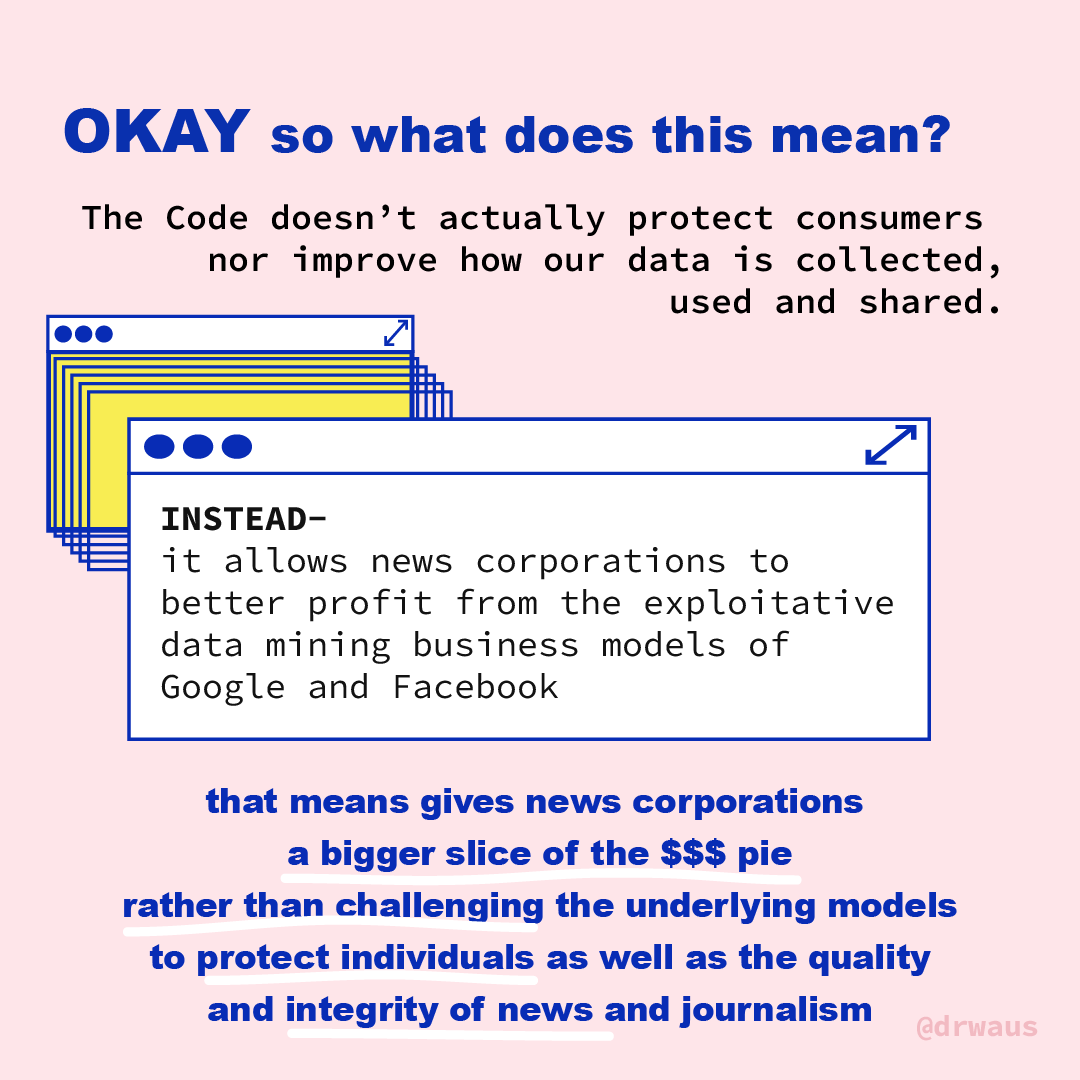 OKAY so what does this mean?
The Code doesn’t actually protect consumers
nor improve how our data is collected,
used and shared.
INSTEAD–
it allows news corporations to
better profit from the exploitative
data mining business models of
Google and Facebook
that means gives news corporations
a bigger slice of the $$$ pie
rather than challenging the underlying models
to protect individuals as well as the quality
and integrity of news and journalism
@drwaus